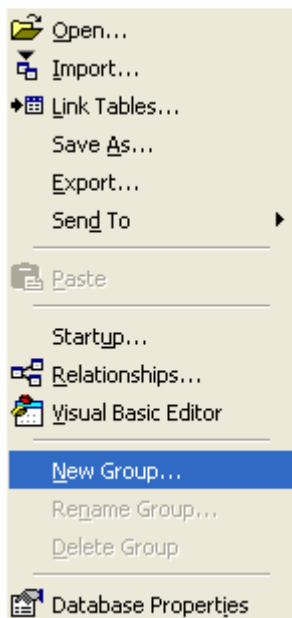 Open...
Import...
Link Tables...
Save As...
Export...
Send To
Paste
Startup...
Relationships...
Visual Basic Editor
New Group...
Rename Group...
Delete Group
Database Properties